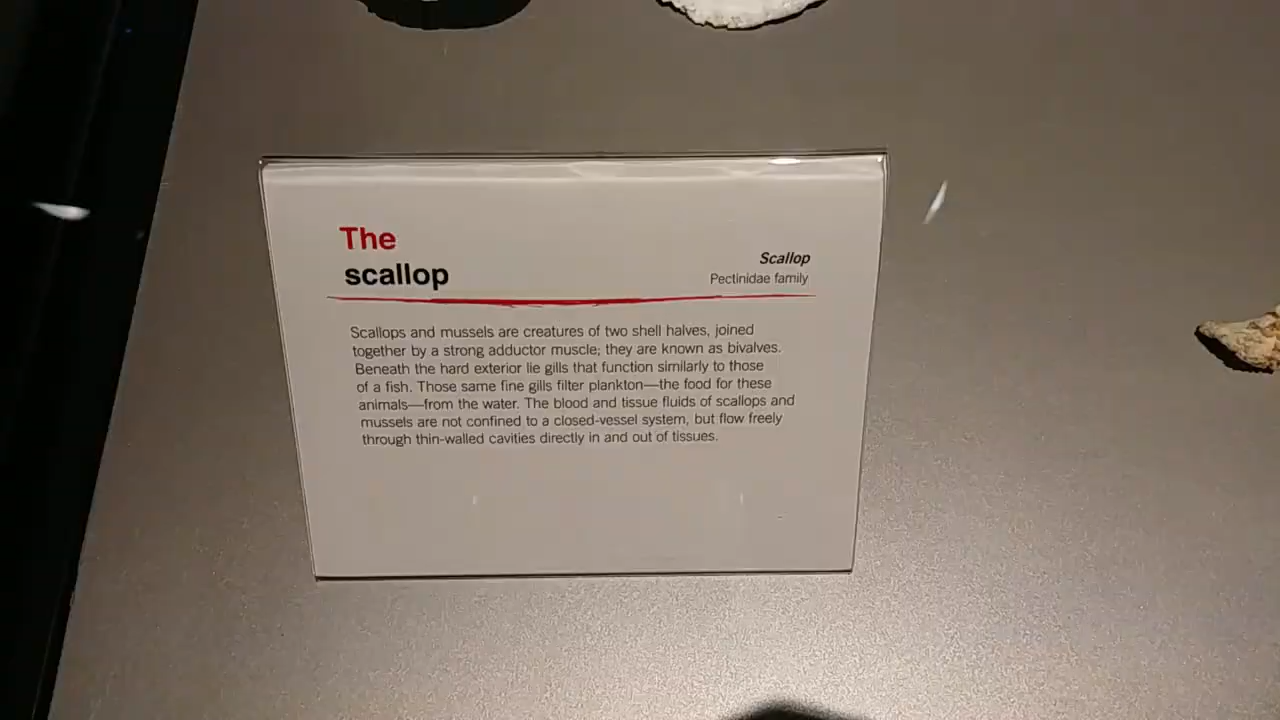 The
scallop
Scallop
Pectinidae family
Scallops and mussels are creatures of two shell halves, joined
together by a strong adductor muscle; they are known as bivalves.
Beneath the hard exterior lie gills that function similarly to those
of a fish. Those same fine gills filter plankton—the food for these
animals—from the water. The blood and tissue fluids of scallops and
mussels are not confined to a closed-vessel system, but flow freely
through thin-walled cavities directly in and out of tissues.